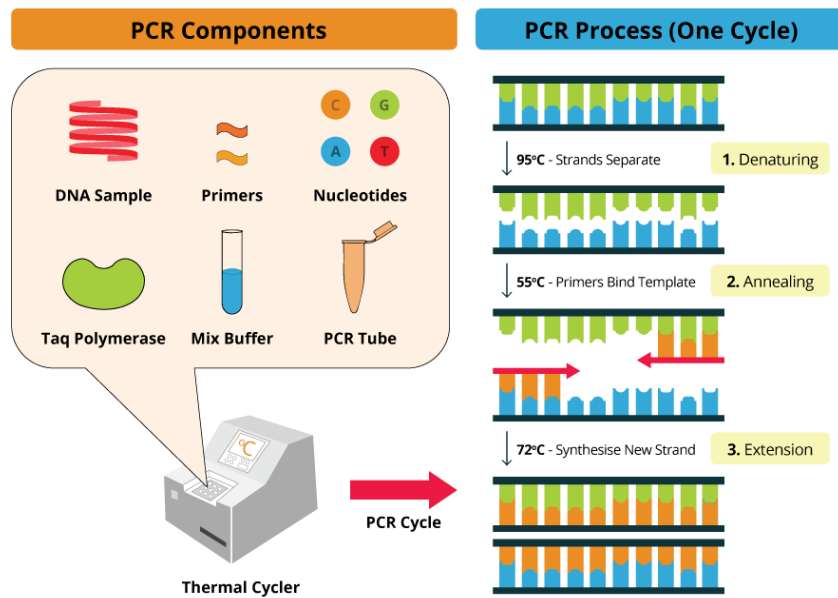 PCR Components
PCR Process (One Cycle)
C
G
A
T
DNA Sample
Primers
Nucleotides
Taq Polymerase
Mix Buffer
PCR Tube
ºC
Thermal Cycler
PCR Cycle
95ºC - Strands Separate
1. Denaturing
55ºC - Primers Bind Template
2. Annealing
72ºC - Synthesise New Strand
3. Extension